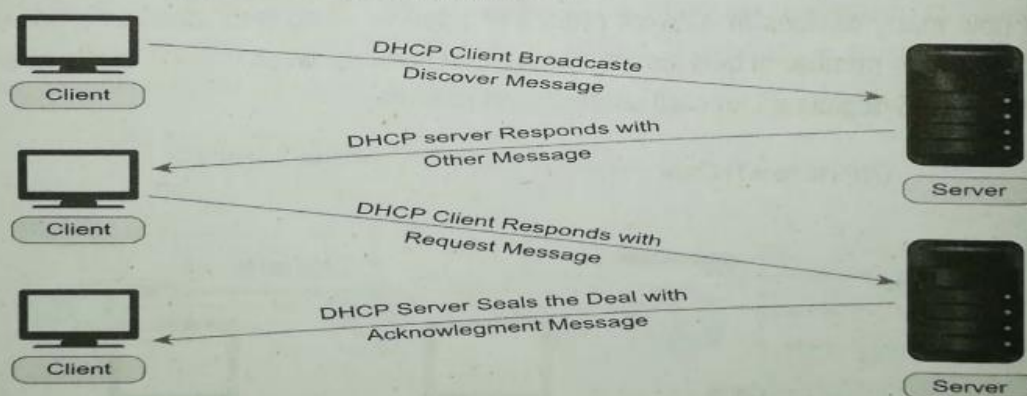 DHCP Client Broadcaste
Discover Message
Client
DHCP server Responds with
Other Message
Server
Client
DHCP Client Responds with
Request Message
DHCP Server Seals the Deal with
Acknowlegment Message
Client
Server